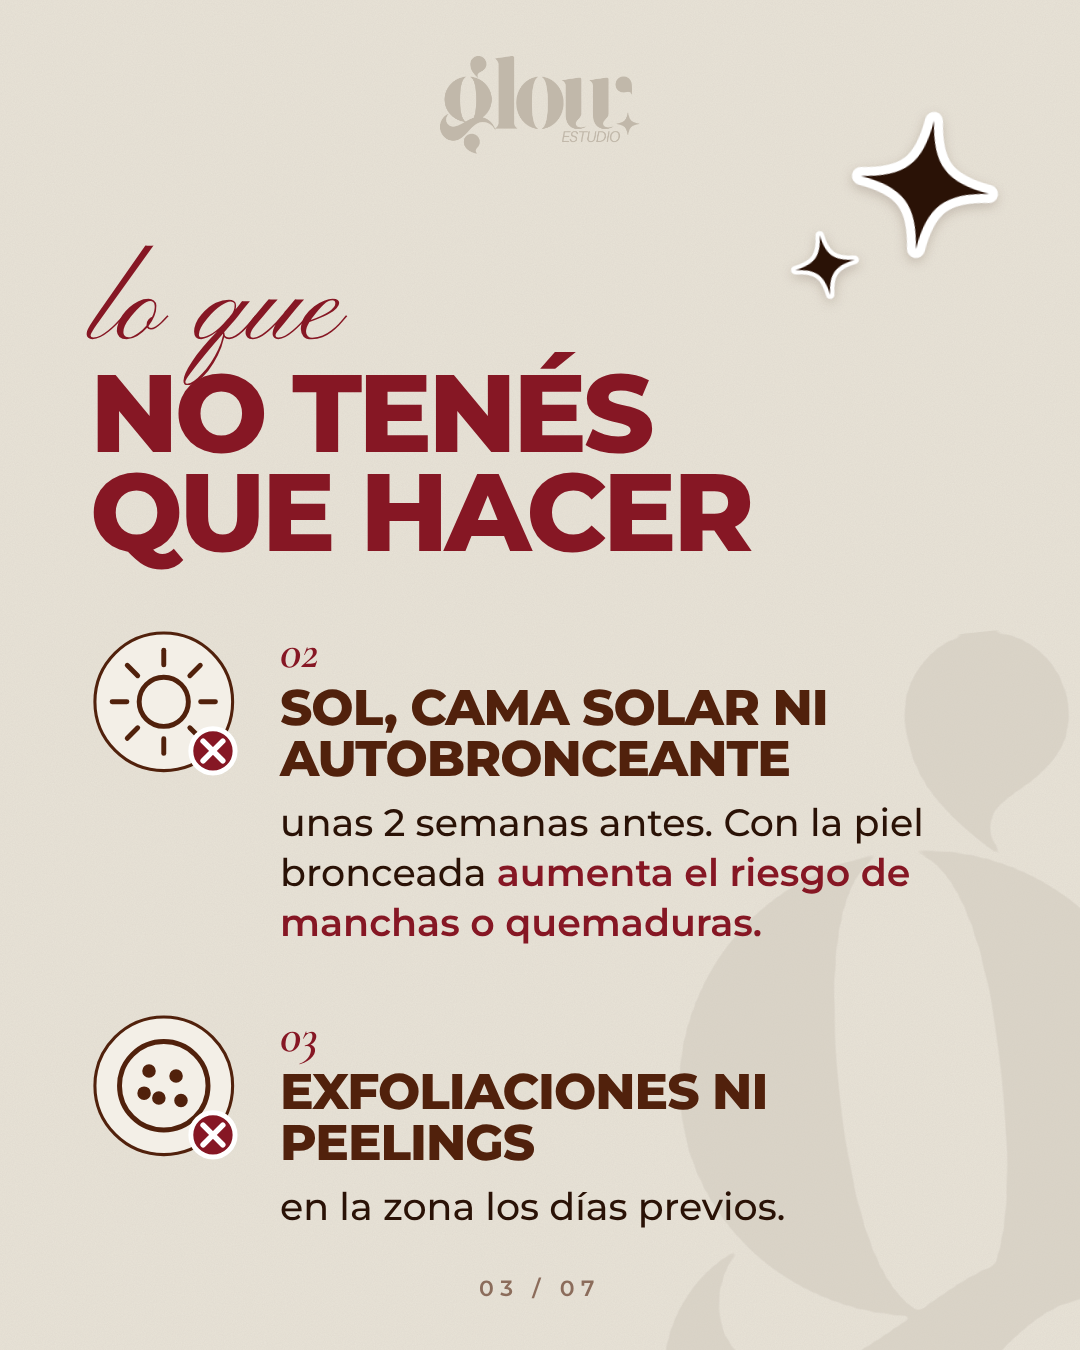 glow
ESTUDIO
lo que
NO TENÉS
QUE HACER
02
SOL, CAMA SOLAR NI
AUTOBRONCEANTE
unas 2 semanas antes. Con la piel
bronceada aumenta el riesgo de
manchas o quemaduras.
03
EXFOLIACIONES NI
PEELINGS
en la zona los días previos.
03 / 07